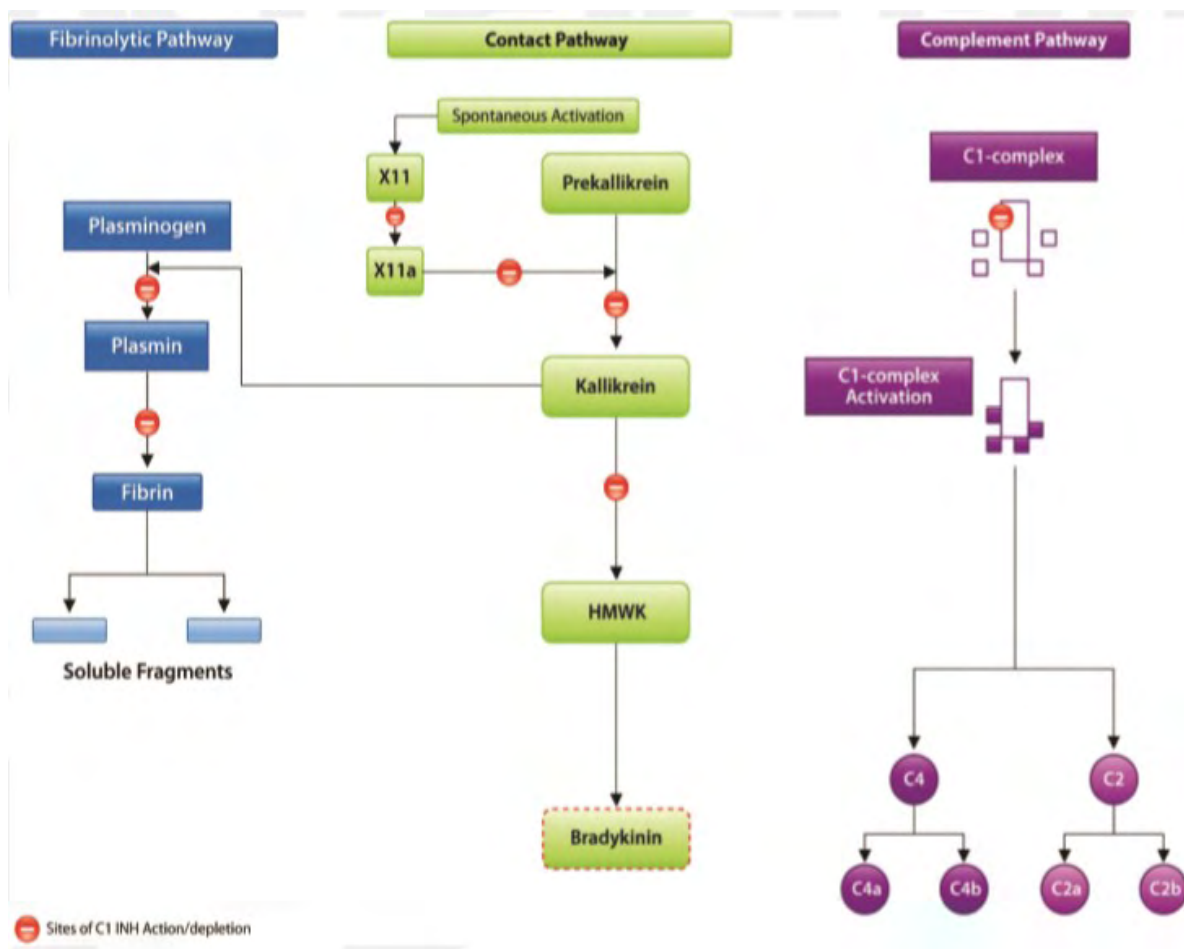 Fibrinolytic Pathway
Contact Pathway
Complement Pathway
Spontaneous Activation
X11
Prekallikrein
C1-complex
Plasminogen
X11a
Plasmin
Kallikrein
C1-complex
Activation
Fibrin
HMWK
Soluble Fragments
C4
C2
Bradykinin
C4a
C4b
C2a
C2b
Sites of C1 INH Action/depletion